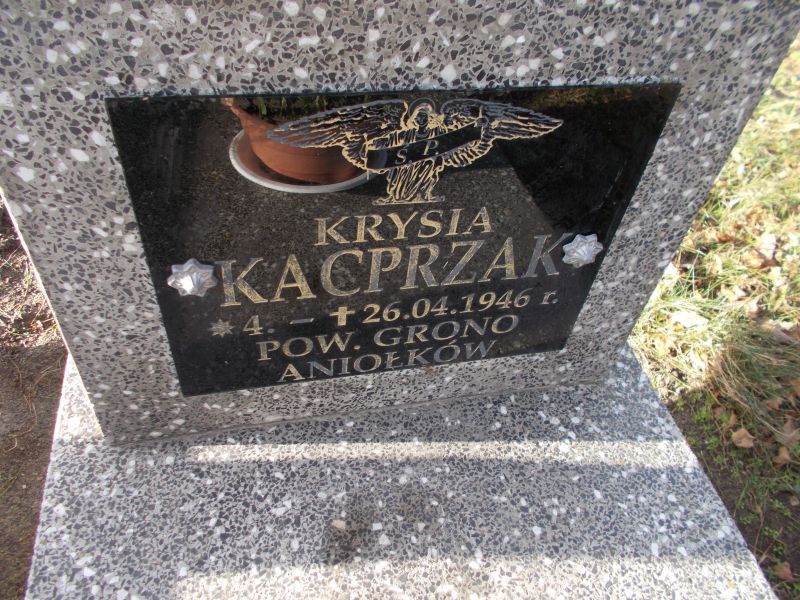 Ś. P.
KRYSIA
KACPRZAK
* 4. – † 26.04.1946 r.
POW. GRONO
ANIOŁKÓW